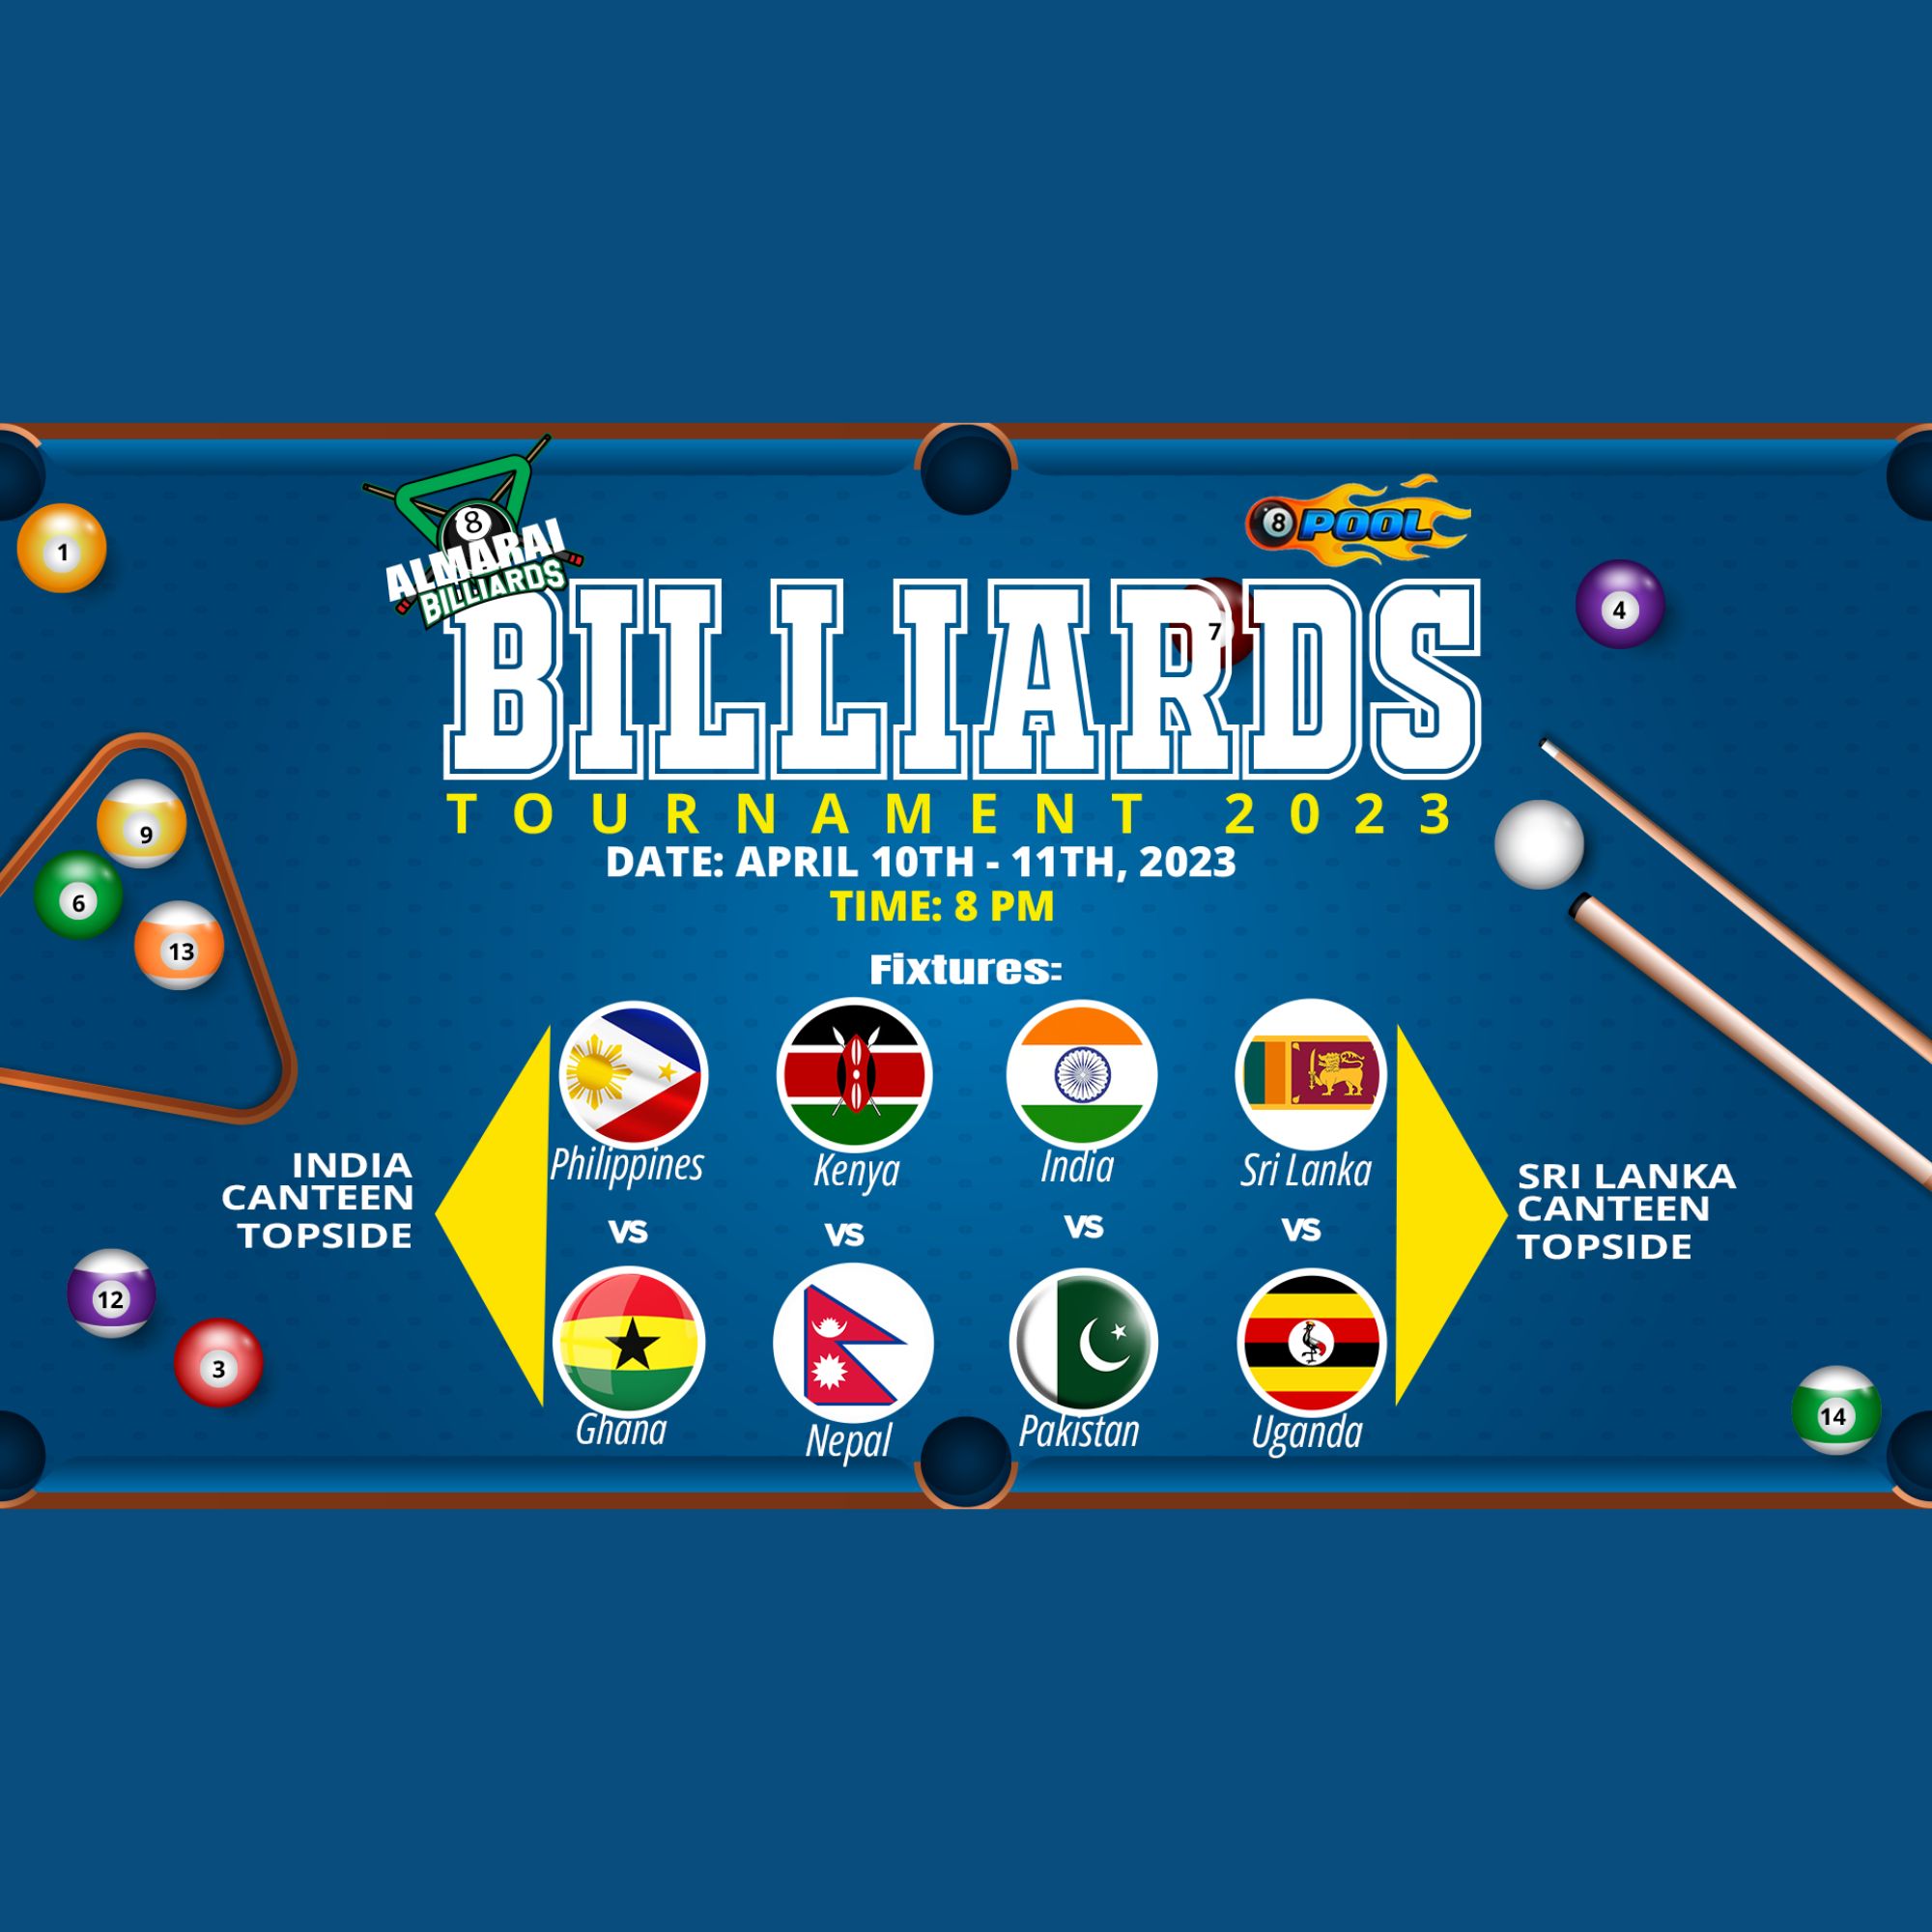 8
ALMARAI
BILLIARDS
8 POOL
BILLIARDS
TOURNAMENT 2023
DATE: APRIL 10TH - 11TH, 2023
TIME: 8 PM
Fixtures:
Philippines
Kenya
India
Sri Lanka
vs
vs
vs
vs
Ghana
Nepal
Pakistan
Uganda
INDIA
CANTEEN
TOPSIDE
SRI LANKA
CANTEEN
TOPSIDE
1
7
4
9
6
13
12
3
14